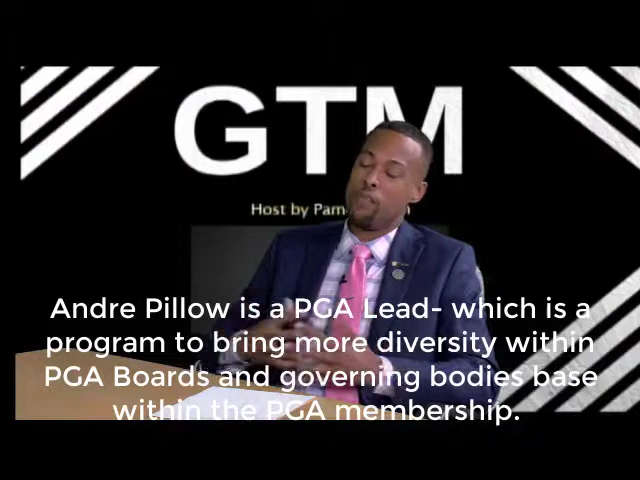 GTM
Host by
Andre Pillow is a PGA Lead- which is a
program to bring more diversity within
PGA Boards and governing bodies base
within the PGA membership.